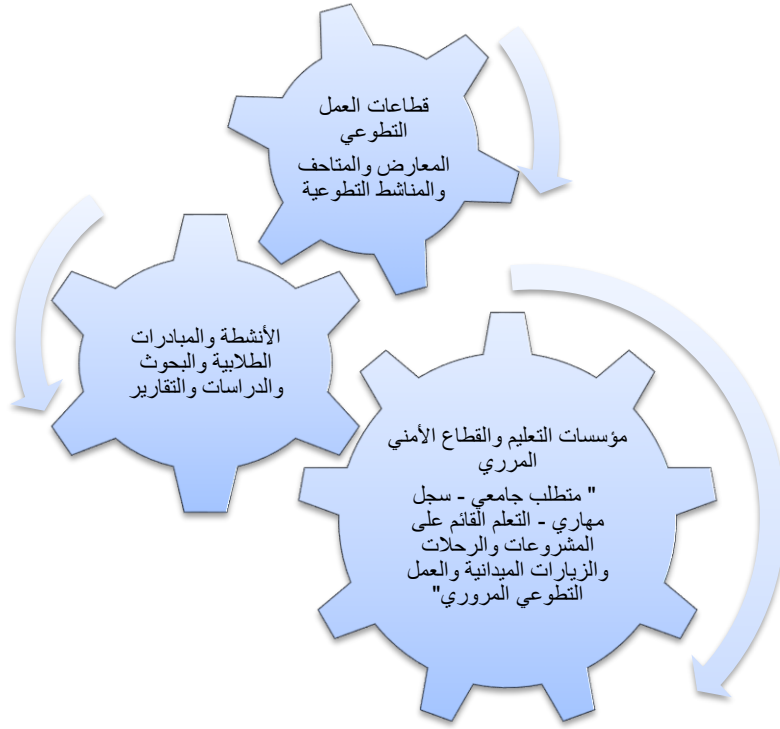 قطاعات العمل
التطوعي
المعارض والمتاحف
والمناشط التطوعية
الأنشطة والمبادرات
الطلابية والبحوث
والدراسات والتقارير
مؤسسات التعليم والقطاع الأمني
المرري
" متطلب جامعي - سجل
مهاري - التعلم القائم على
المشروعات والرحلات
والزيارات الميدانية والعمل
التطوعي المروري"